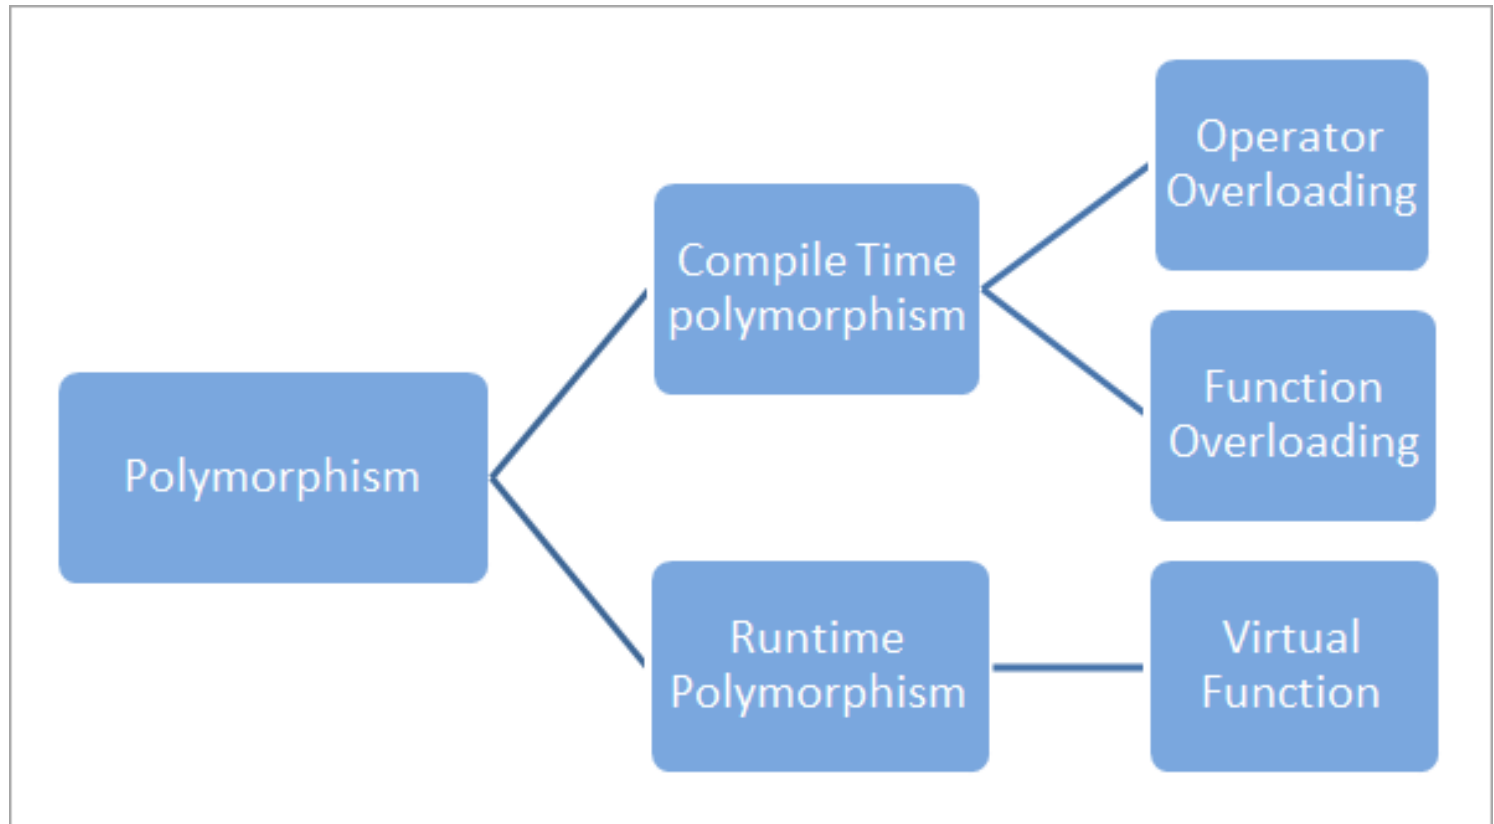 Polymorphism
Compile Time
polymorphism
Operator
Overloading
Function
Overloading
Runtime
Polymorphism
Virtual
Function